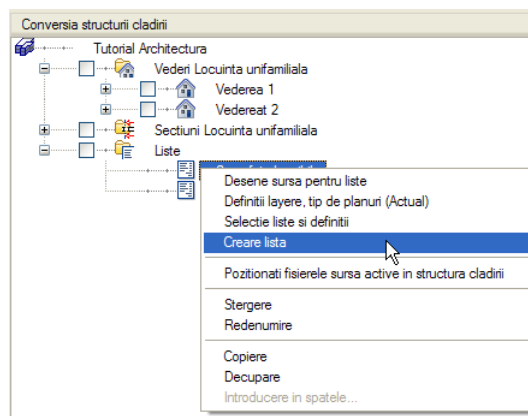 Conversia structurii cladirii
Tutorial Architectura
Vederi Locuinta unifamiliala
Vederea 1
Vedereat 2
Sectiuni Locuinta unifamiliala
Liste
Desene sursa pentru liste
Definitii layere, tip de planuri (Actual)
Selectie liste si definitii
Creare lista
Pozitionati fisierele sursa active in structura cladirii
Stergere
Redenumire
Copiere
Decupare
Introducere in spatele...